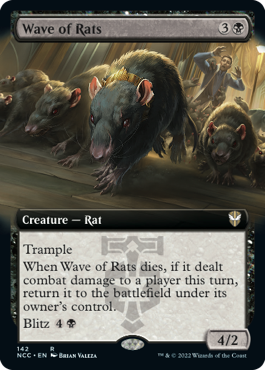 Wave of Rats 3
Creature — Rat
Trample
When Wave of Rats dies, if it dealt
combat damage to a player this turn,
return it to the battlefield under its
owner's control.
Blitz 4
4/2
142 R
NCC • EN BRIAN VALEZA ™ & © 2022 Wizards of the Coast